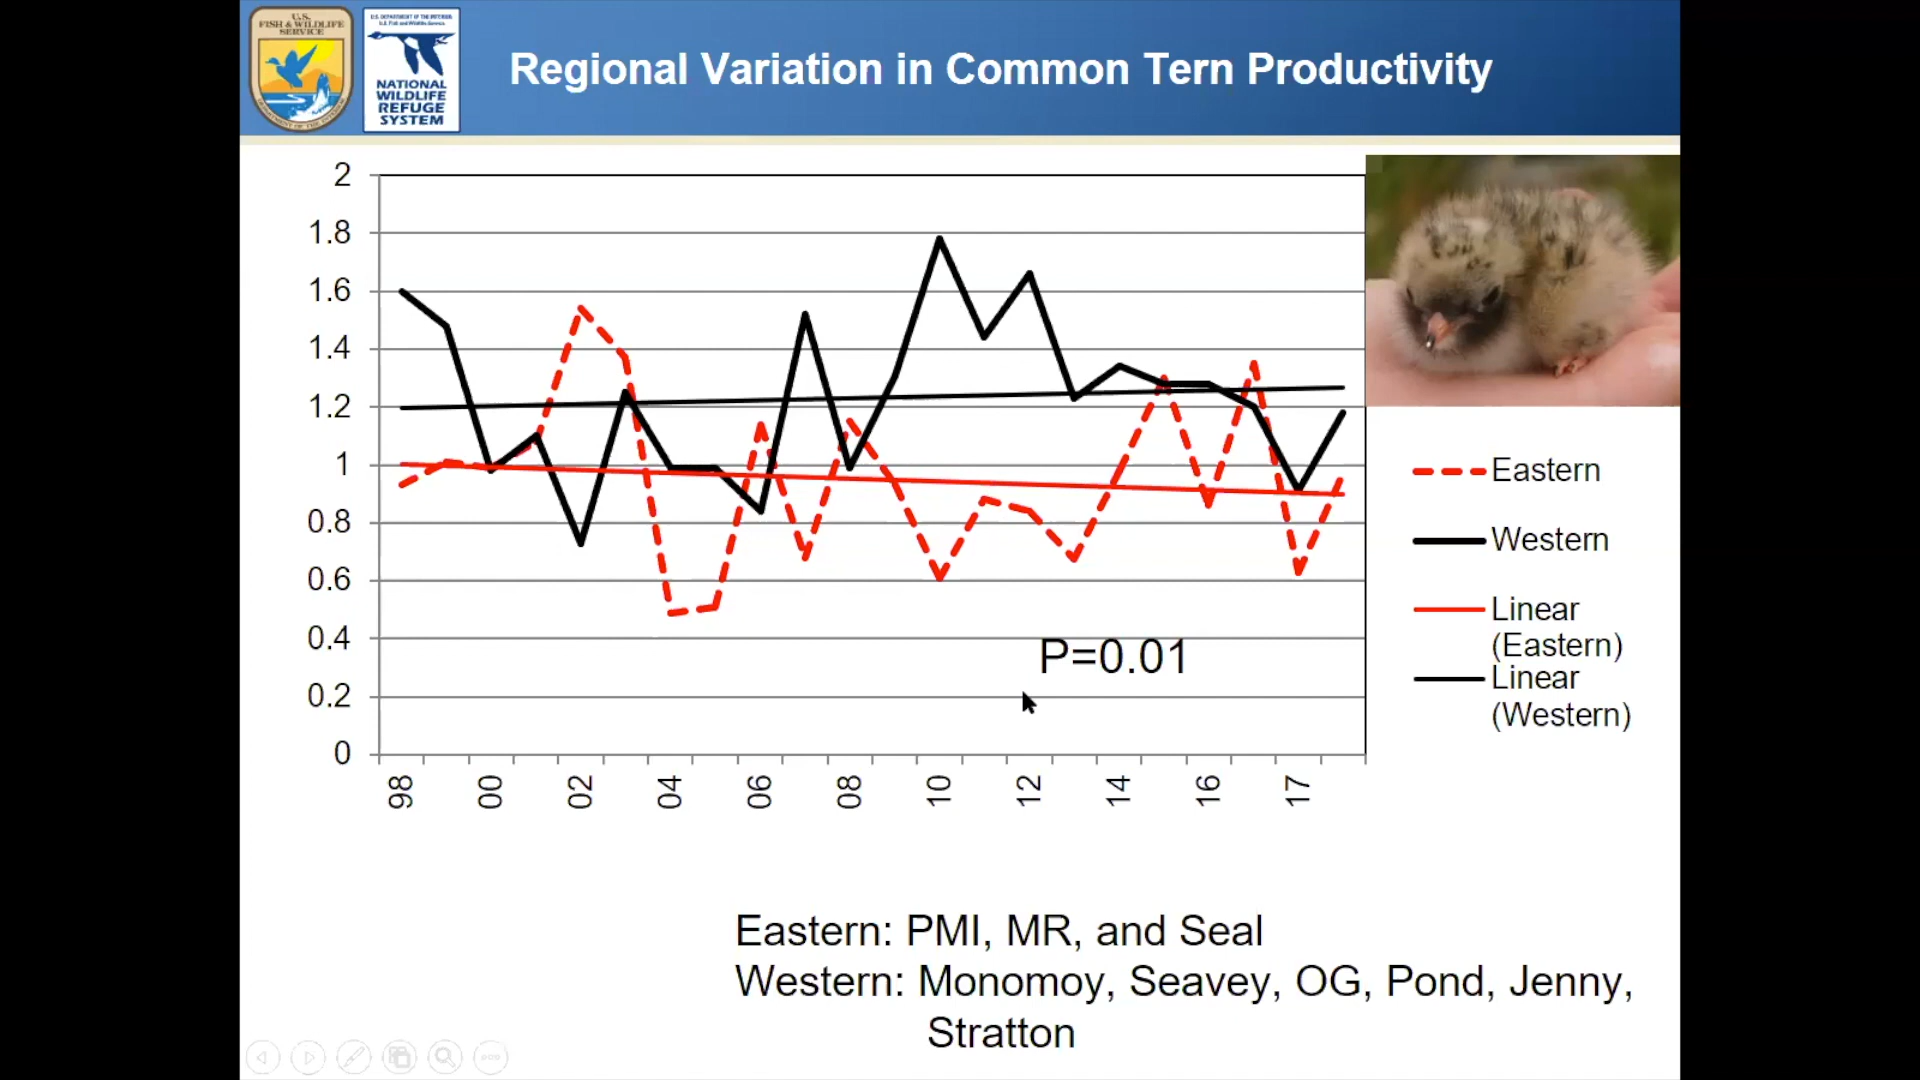 U.S.
FISH & WILDLIFE
SERVICE
NATIONAL
WILDLIFE
REFUGE
SYSTEM
Regional Variation in Common Tern Productivity
2
1.8
1.6
1.4
1.2
1
0.8
0.6
0.4
0.2
0
98
00
02
04
06
08
10
12
14
16
17
P=0.01
Eastern
Western
Linear
(Eastern)
Linear
(Western)
Eastern: PMI, MR, and Seal
Western: Monomoy, Seavey, OG, Pond, Jenny,
Stratton